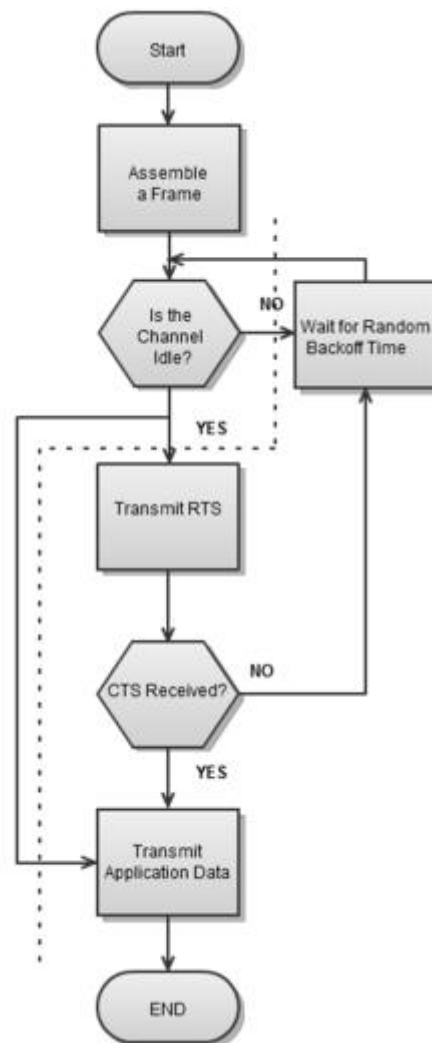 Start
Assemble
a Frame
Is the
Channel
Idle?
NO
Wait for Random
Backoff Time
YES
Transmit RTS
CTS Received?
NO
YES
Transmit
Application Data
END